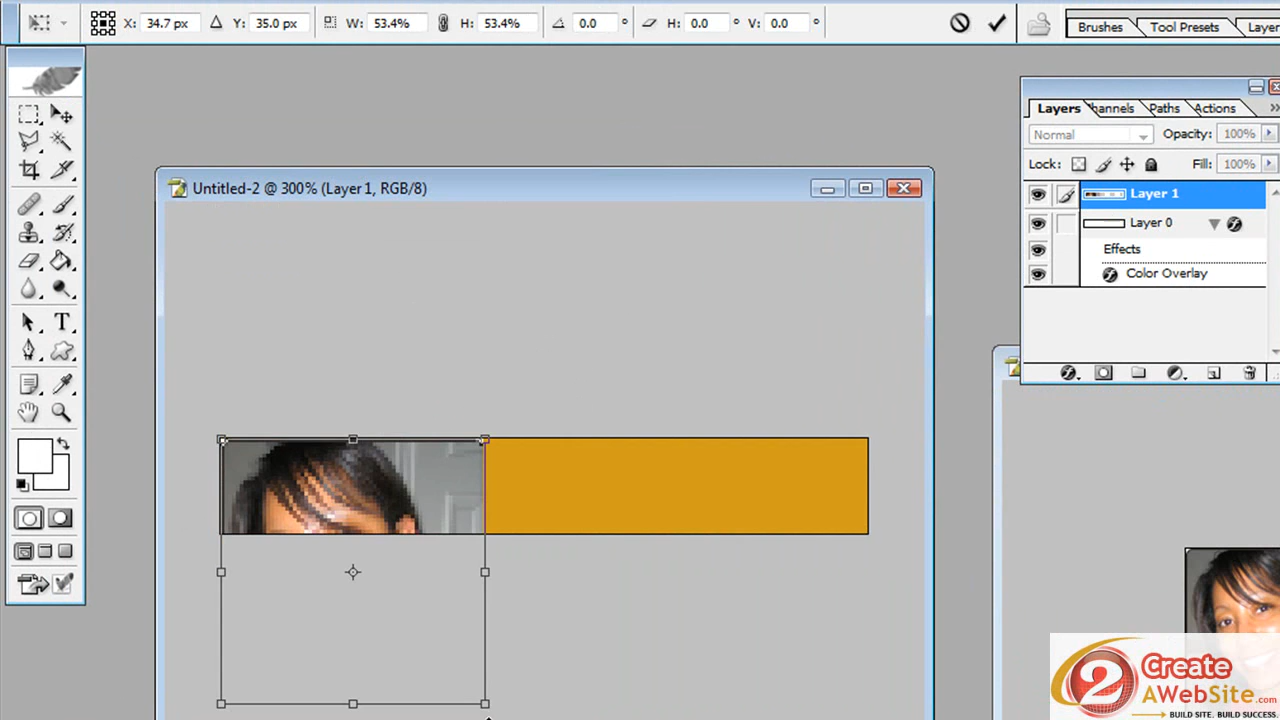 X: 34.7 px Y: 35.0 px W: 53.4% H: 53.4% 0.0 ° H: 0.0 ° V: 0.0 °
Brushes Tool Presets Layer
Layers hannels Paths Actions
Normal Opacity: 100%
Lock: Fill: 100%
Layer 1
Layer 0
Effects
Color Overlay
Untitled-2 @ 300% (Layer 1, RGB/8)
T
2 Create
AWebSite.com
BUILD SITE. BUILD SUCCESS